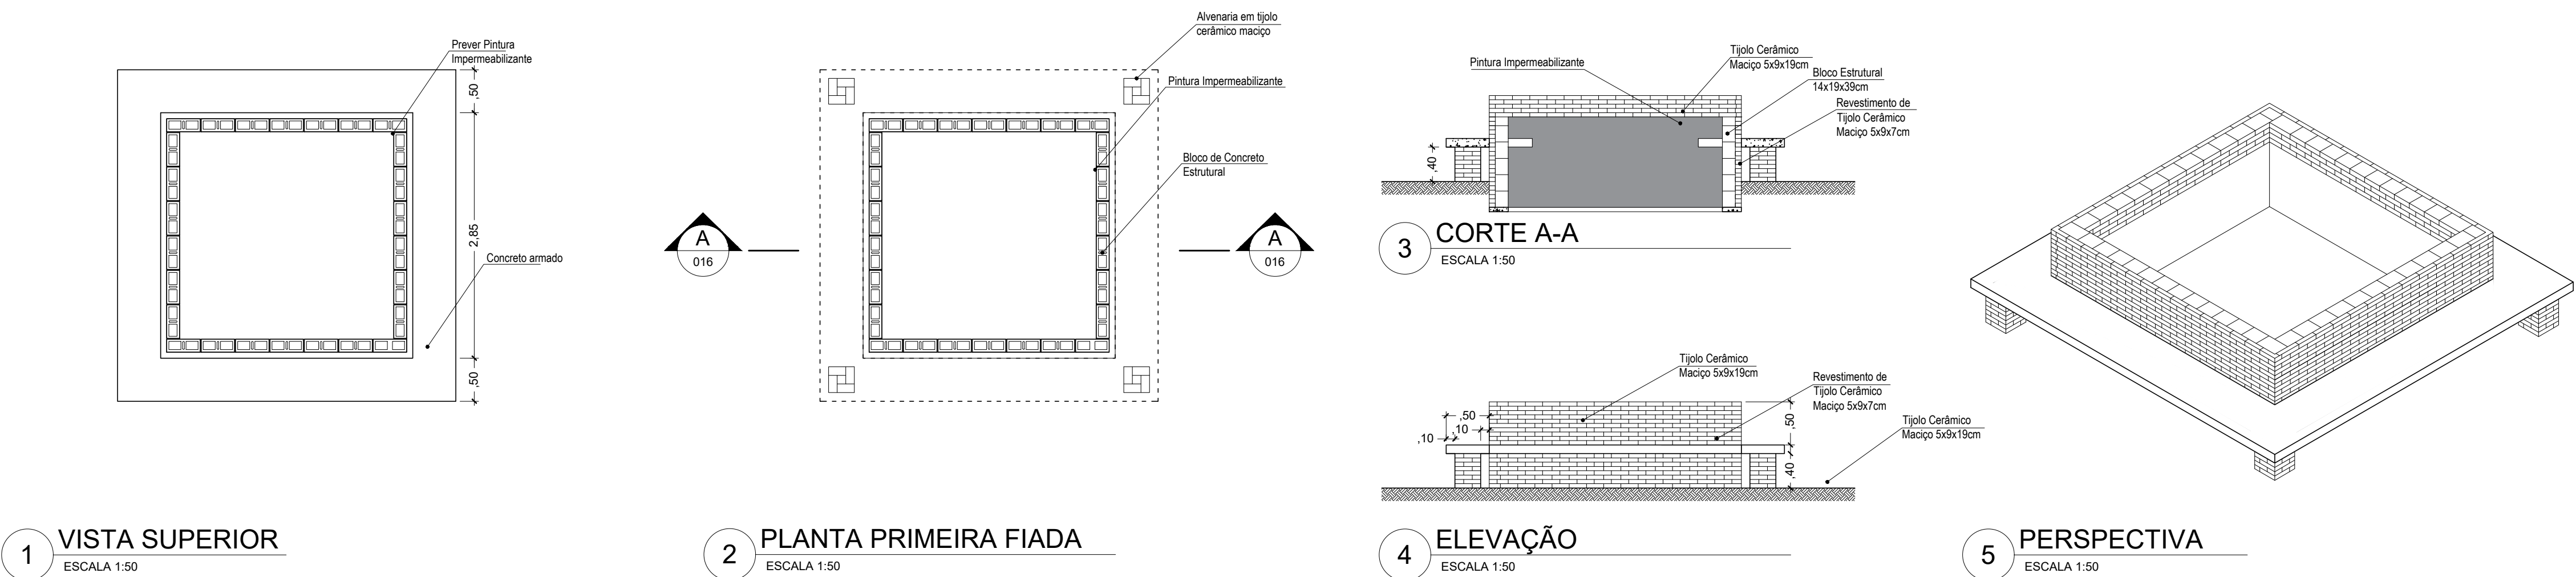 Prever Pintura
Impermeabilizante
,50
2,85
Concreto armado
,50
1
VISTA SUPERIOR
ESCALA 1:50
Alvenaria em tijolo
cerâmico maciço
Pintura Impermeabilizante
Bloco de Concreto
Estrutural
A
016
A
016
2
PLANTA PRIMEIRA FIADA
ESCALA 1:50
Pintura Impermeabilizante
Tijolo Cerâmico
Maciço 5x9x19cm
Bloco Estrutural
14x19x39cm
Revestimento de
Tijolo Cerâmico
Maciço 5x9x7cm
,40
3
CORTE A-A
ESCALA 1:50
Tijolo Cerâmico
Maciço 5x9x19cm
Revestimento de
Tijolo Cerâmico
Maciço 5x9x7cm
Tijolo Cerâmico
Maciço 5x9x19cm
,50
,10
,10
,50
,40
4
ELEVAÇÃO
ESCALA 1:50
5
PERSPECTIVA
ESCALA 1:50